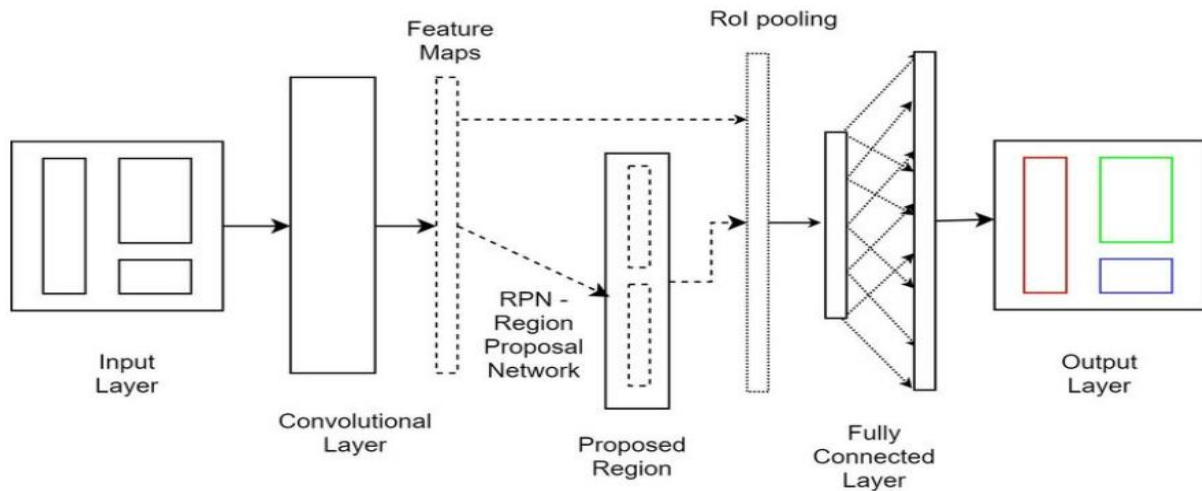 Feature
Maps
RoI pooling
RPN -
Region
Proposal
Network
Input
Layer
Convolutional
Layer
Proposed
Region
Fully
Connected
Layer
Output
Layer